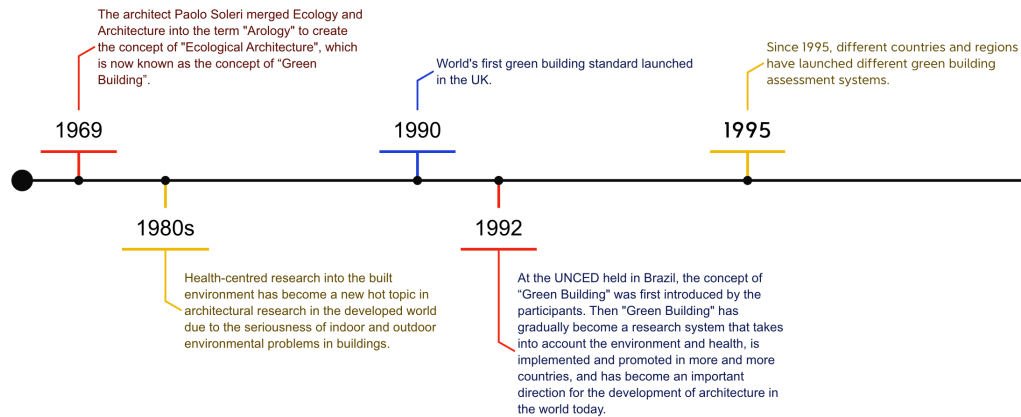 The architect Paolo Soleri merged Ecology and
Architecture into the term "Arology" to create
the concept of "Ecological Architecture", which
is now known as the concept of “Green
Building”.
1969
1980s
Health-centred research into the built
environment has become a new hot topic in
architectural research in the developed world
due to the seriousness of indoor and outdoor
environmental problems in buildings.
World's first green building standard launched
in the UK.
1990
1992
At the UNCED held in Brazil, the concept of
“Green Building" was first introduced by the
participants. Then "Green Building" has
gradually become a research system that takes
into account the environment and health, is
implemented and promoted in more and more
countries, and has become an important
direction for the development of architecture in
the world today.
Since 1995, different countries and regions
have launched different green building
assessment systems.
1995